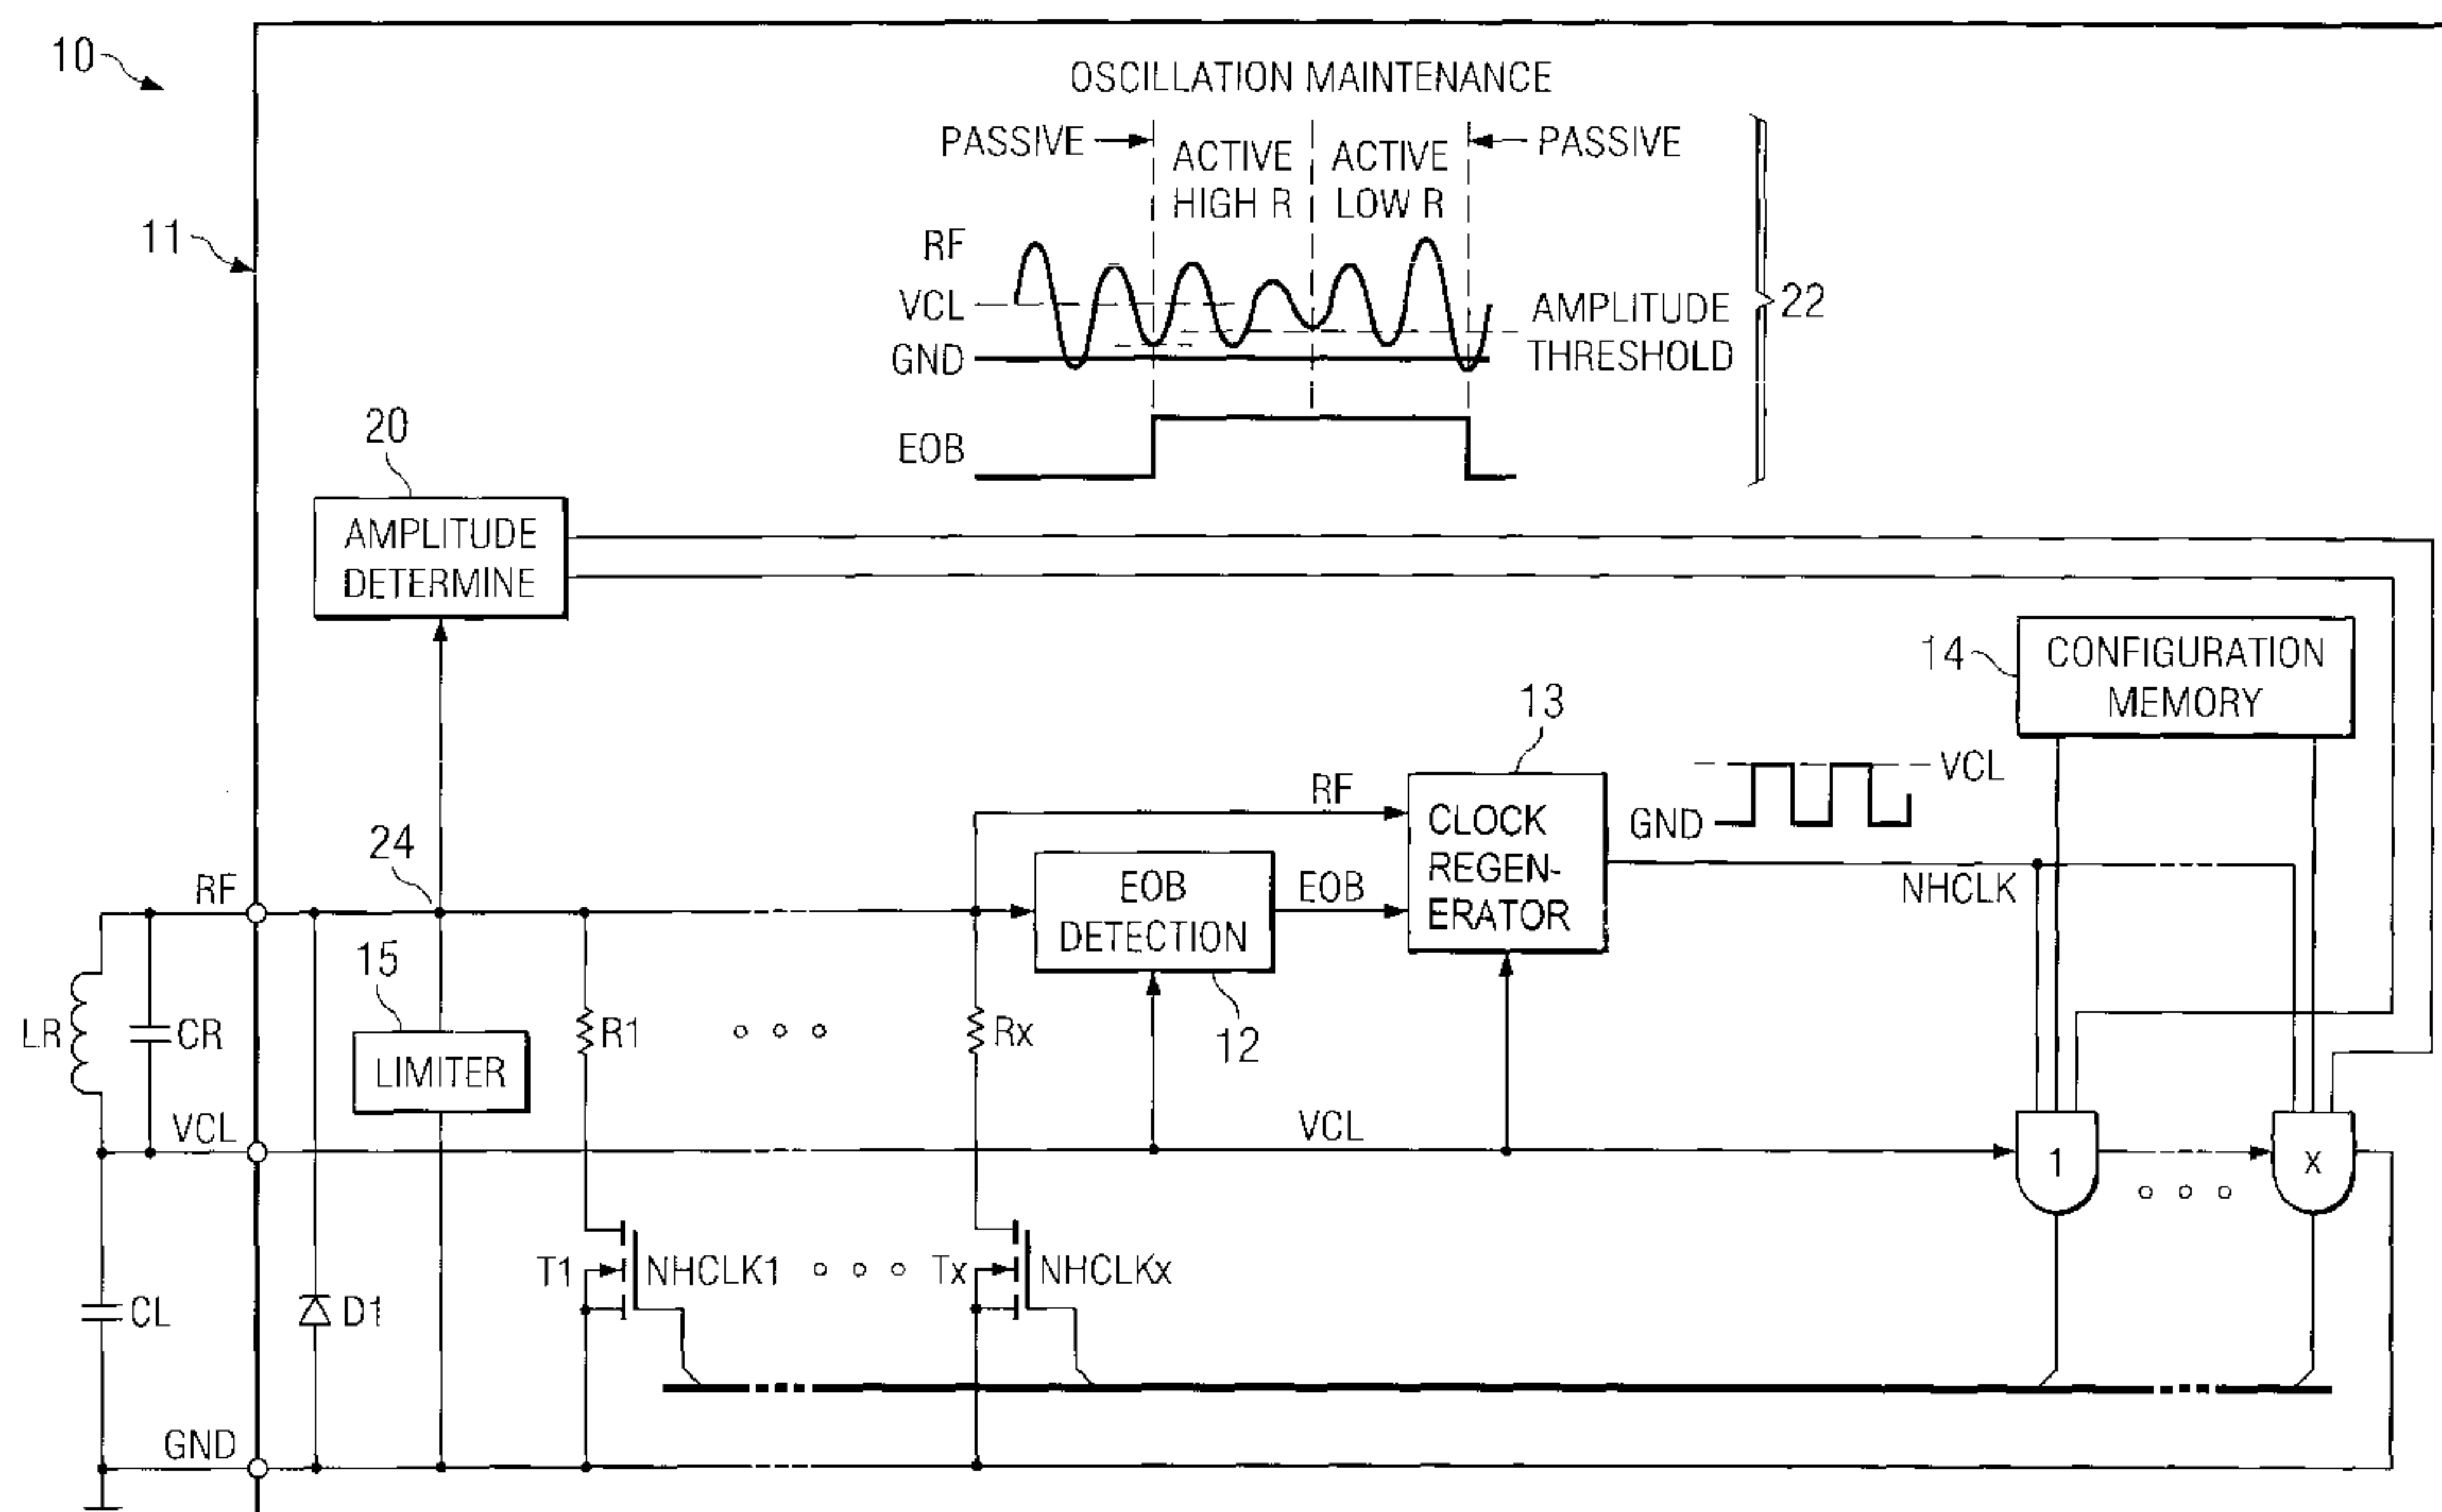 10
OSCILLATION MAINTENANCE
PASSIVE
ACTIVE
HIGH R
ACTIVE
LOW R
PASSIVE
11
RF
VCL
GND
AMPLITUDE
THRESHOLD
22
EOB
20
AMPLITUDE
DETERMINE
14
CONFIGURATION
MEMORY
13
RF
CLOCK
REGEN-
ERATOR
VCL
GND
NHCLK
24
RF
EOB
DETECTION
EOB
12
15
LIMITER
LR
CR
R1
Rx
VCL
VCL
1
x
T1
NHCLK1
Tx
NHCLKx
CL
D1
GND